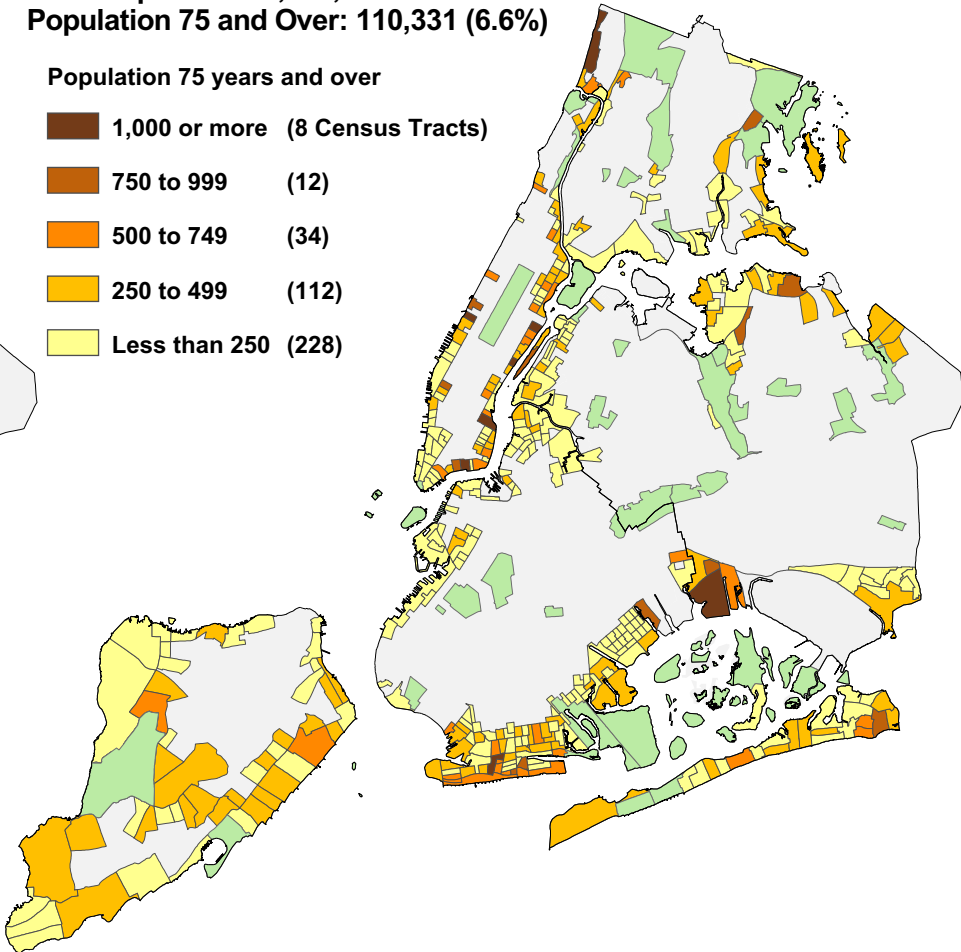 Population 75 and Over: 110,331 (6.6%)
Population 75 years and over
1,000 or more (8 Census Tracts)
750 to 999 (12)
500 to 749 (34)
250 to 499 (112)
Less than 250 (228)